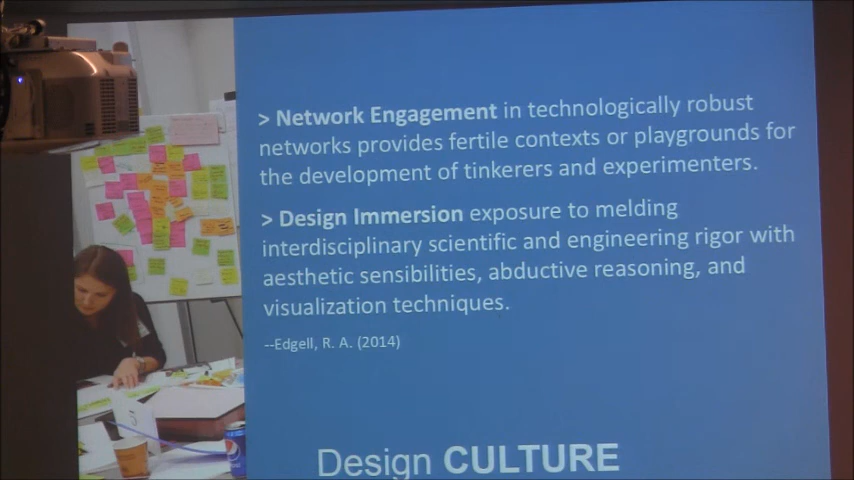 > Network Engagement in technologically robust
networks provides fertile contexts or playgrounds for
the development of tinkerers and experimenters.
> Design Immersion exposure to melding
interdisciplinary scientific and engineering rigor with
aesthetic sensibilities, abductive reasoning, and
visualization techniques.
--Edgell, R. A. (2014)
5
Design CULTURE